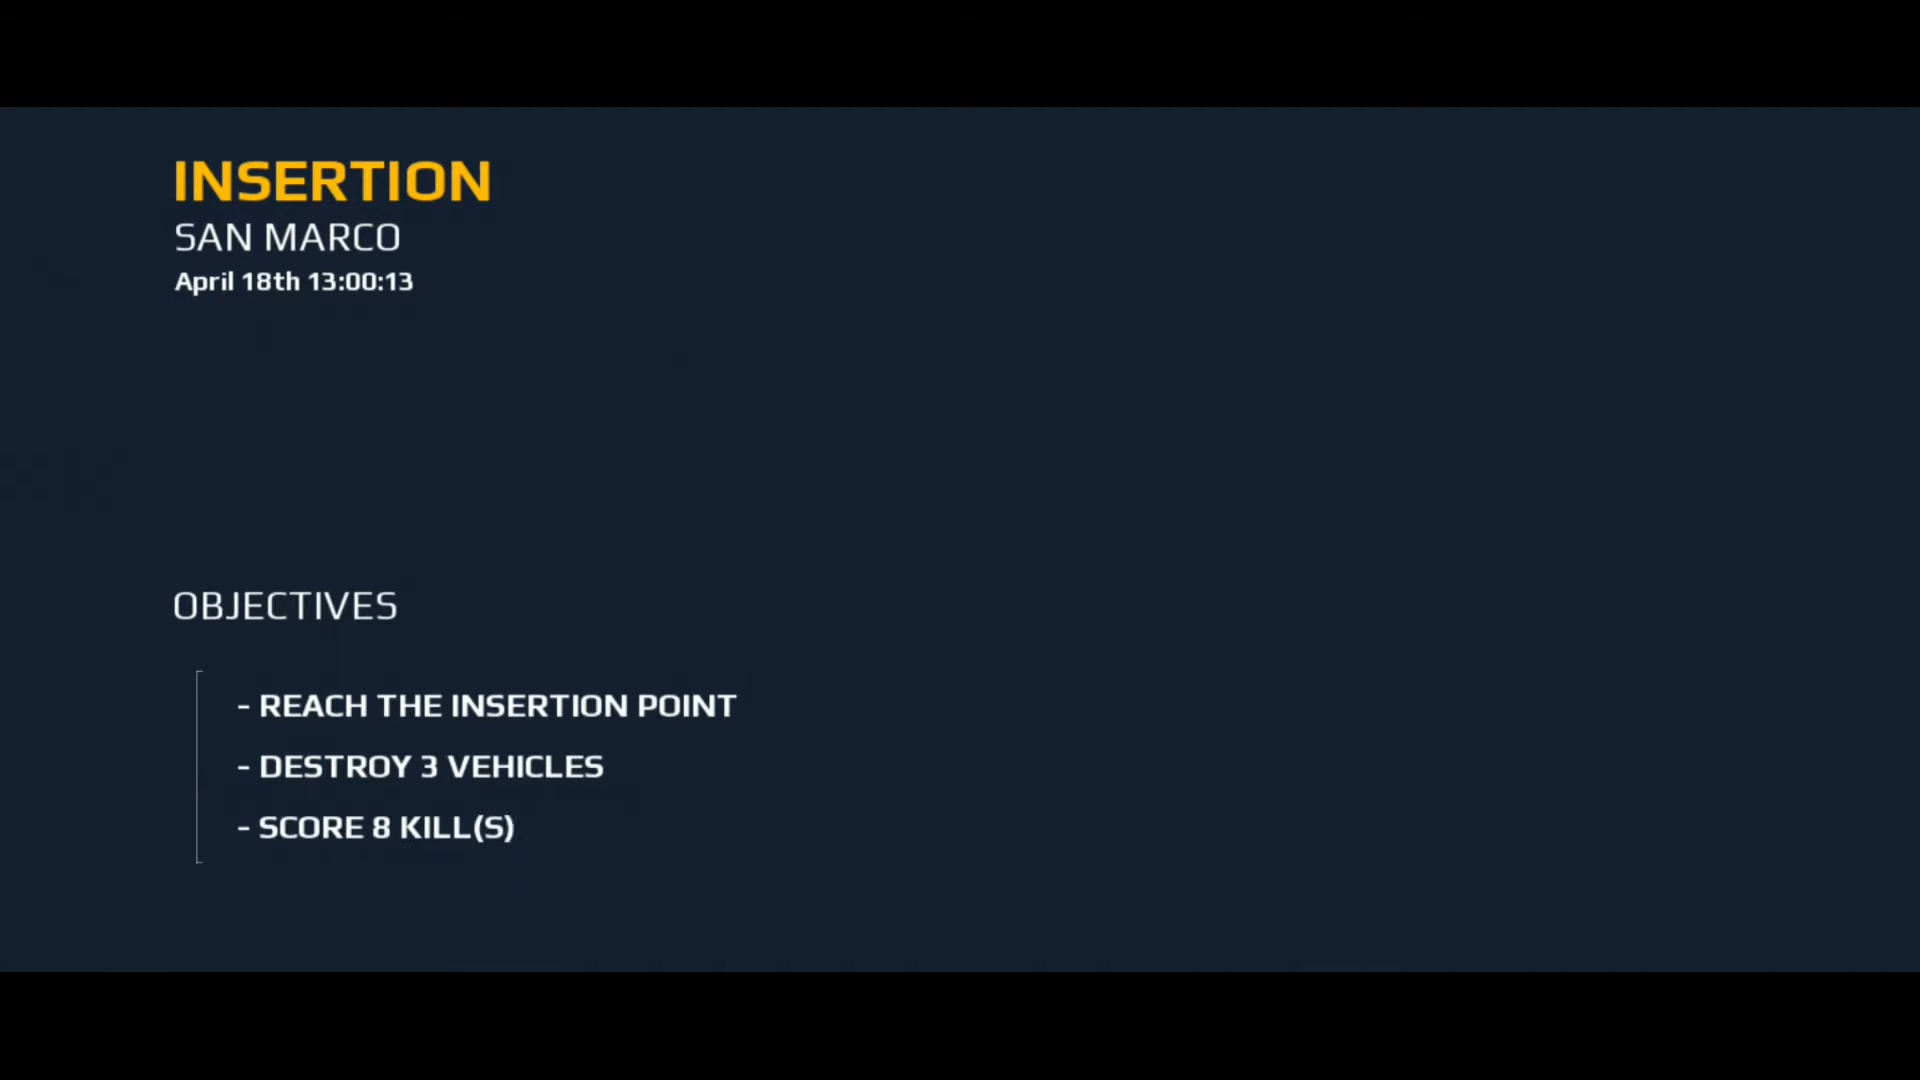 INSERTION
SAN MARCO
April 18th 13:00:13
OBJECTIVES
- REACH THE INSERTION POINT
- DESTROY 3 VEHICLES
- SCORE 8 KILL(S)